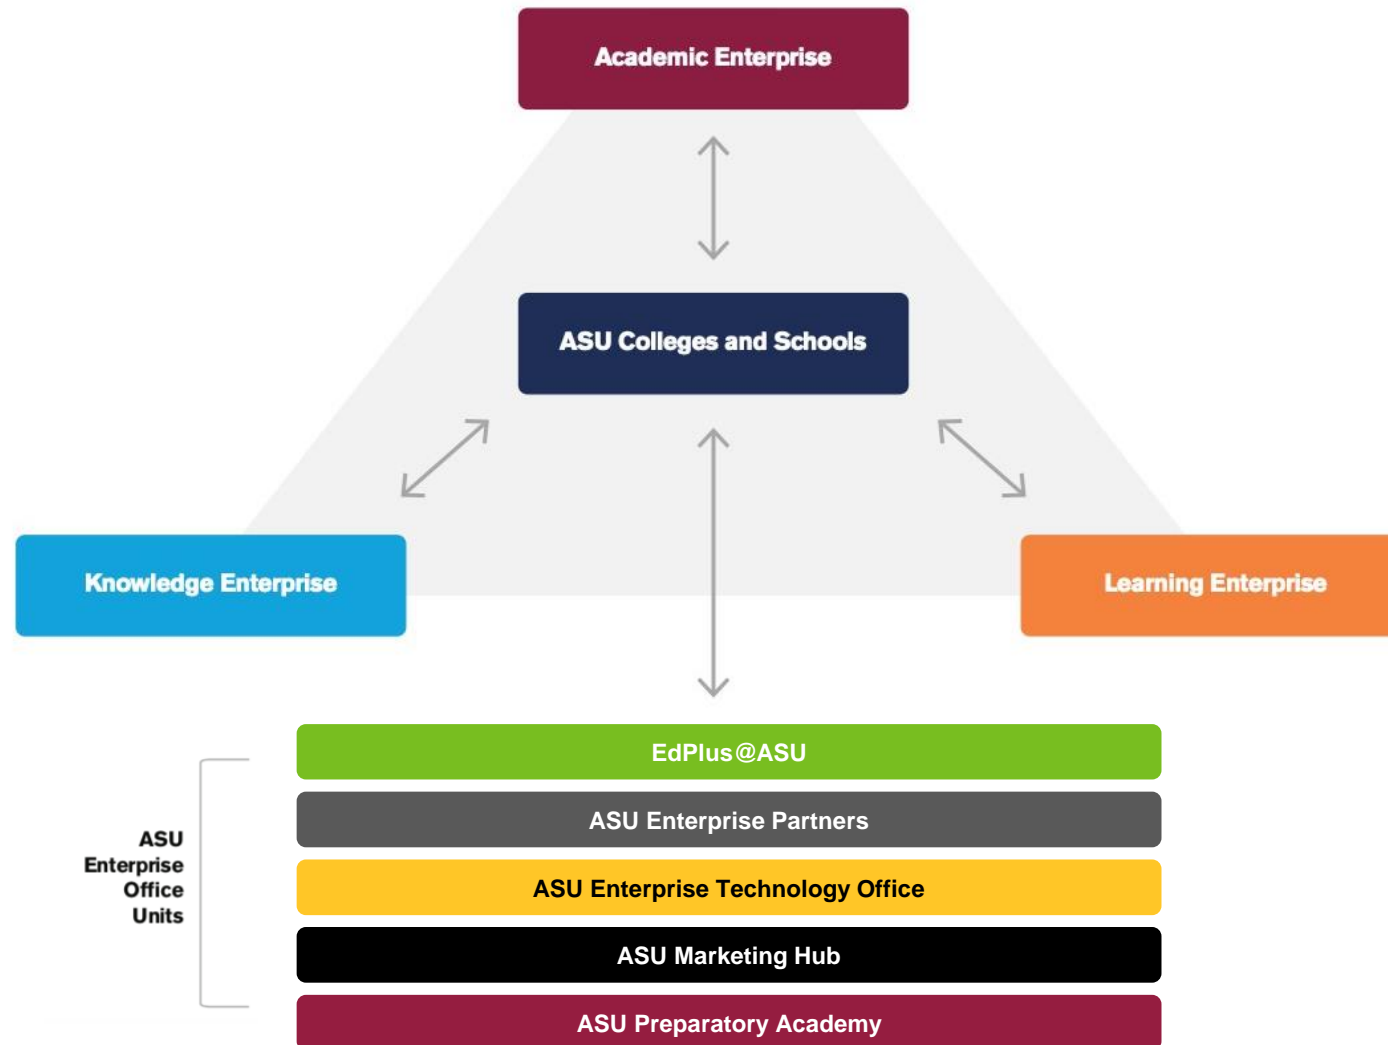 Academic Enterprise
ASU Colleges and Schools
Knowledge Enterprise
Learning Enterprise
ASU
Enterprise
Office
Units
EdPlus@ASU
ASU Enterprise Partners
ASU Enterprise Technology Office
ASU Marketing Hub
ASU Preparatory Academy